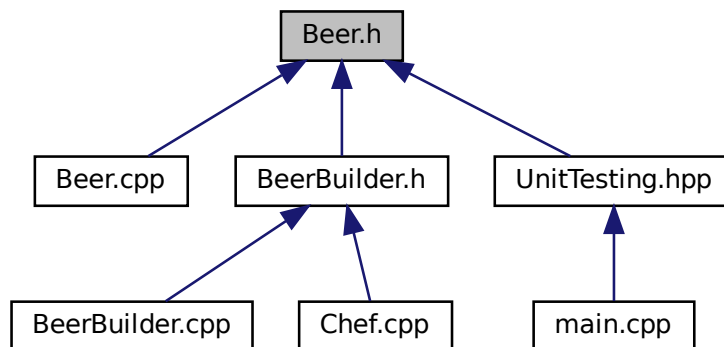 Beer.h
Beer.cpp
BeerBuilder.h
UnitTesting.hpp
BeerBuilder.cpp
Chef.cpp
main.cpp